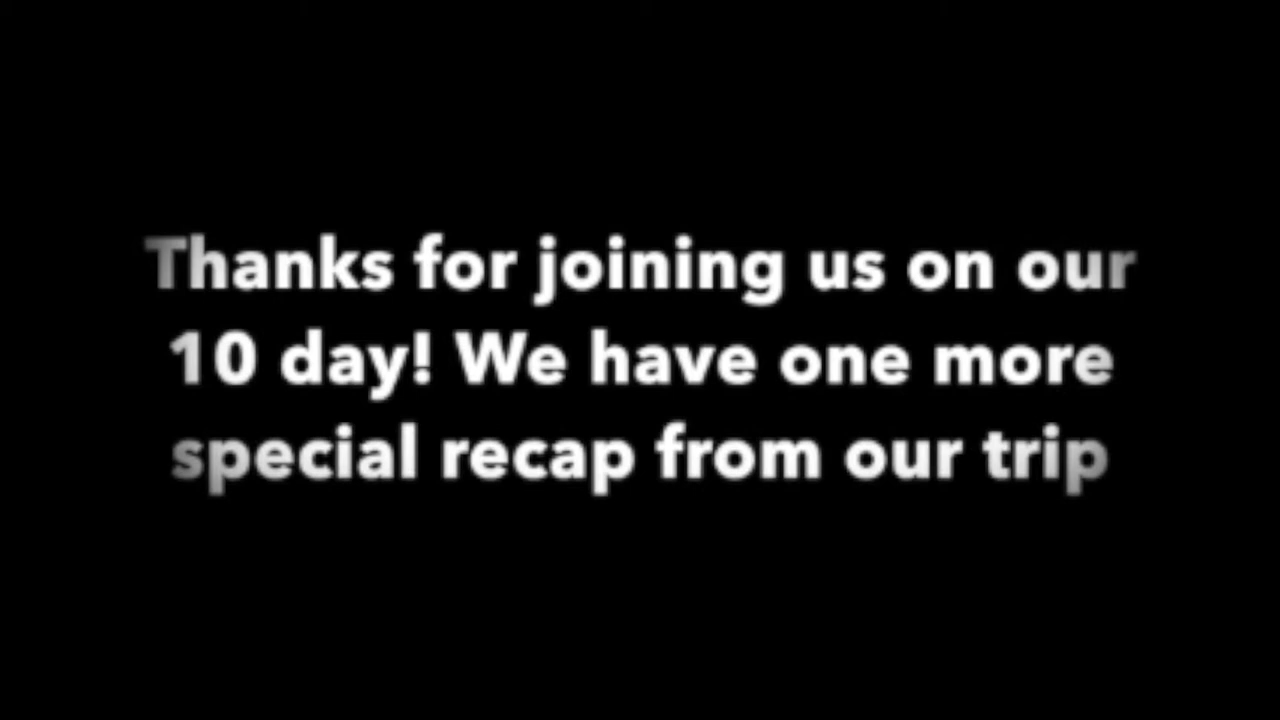 Thanks for joining us on our
10 day! We have one more
special recap from our trip